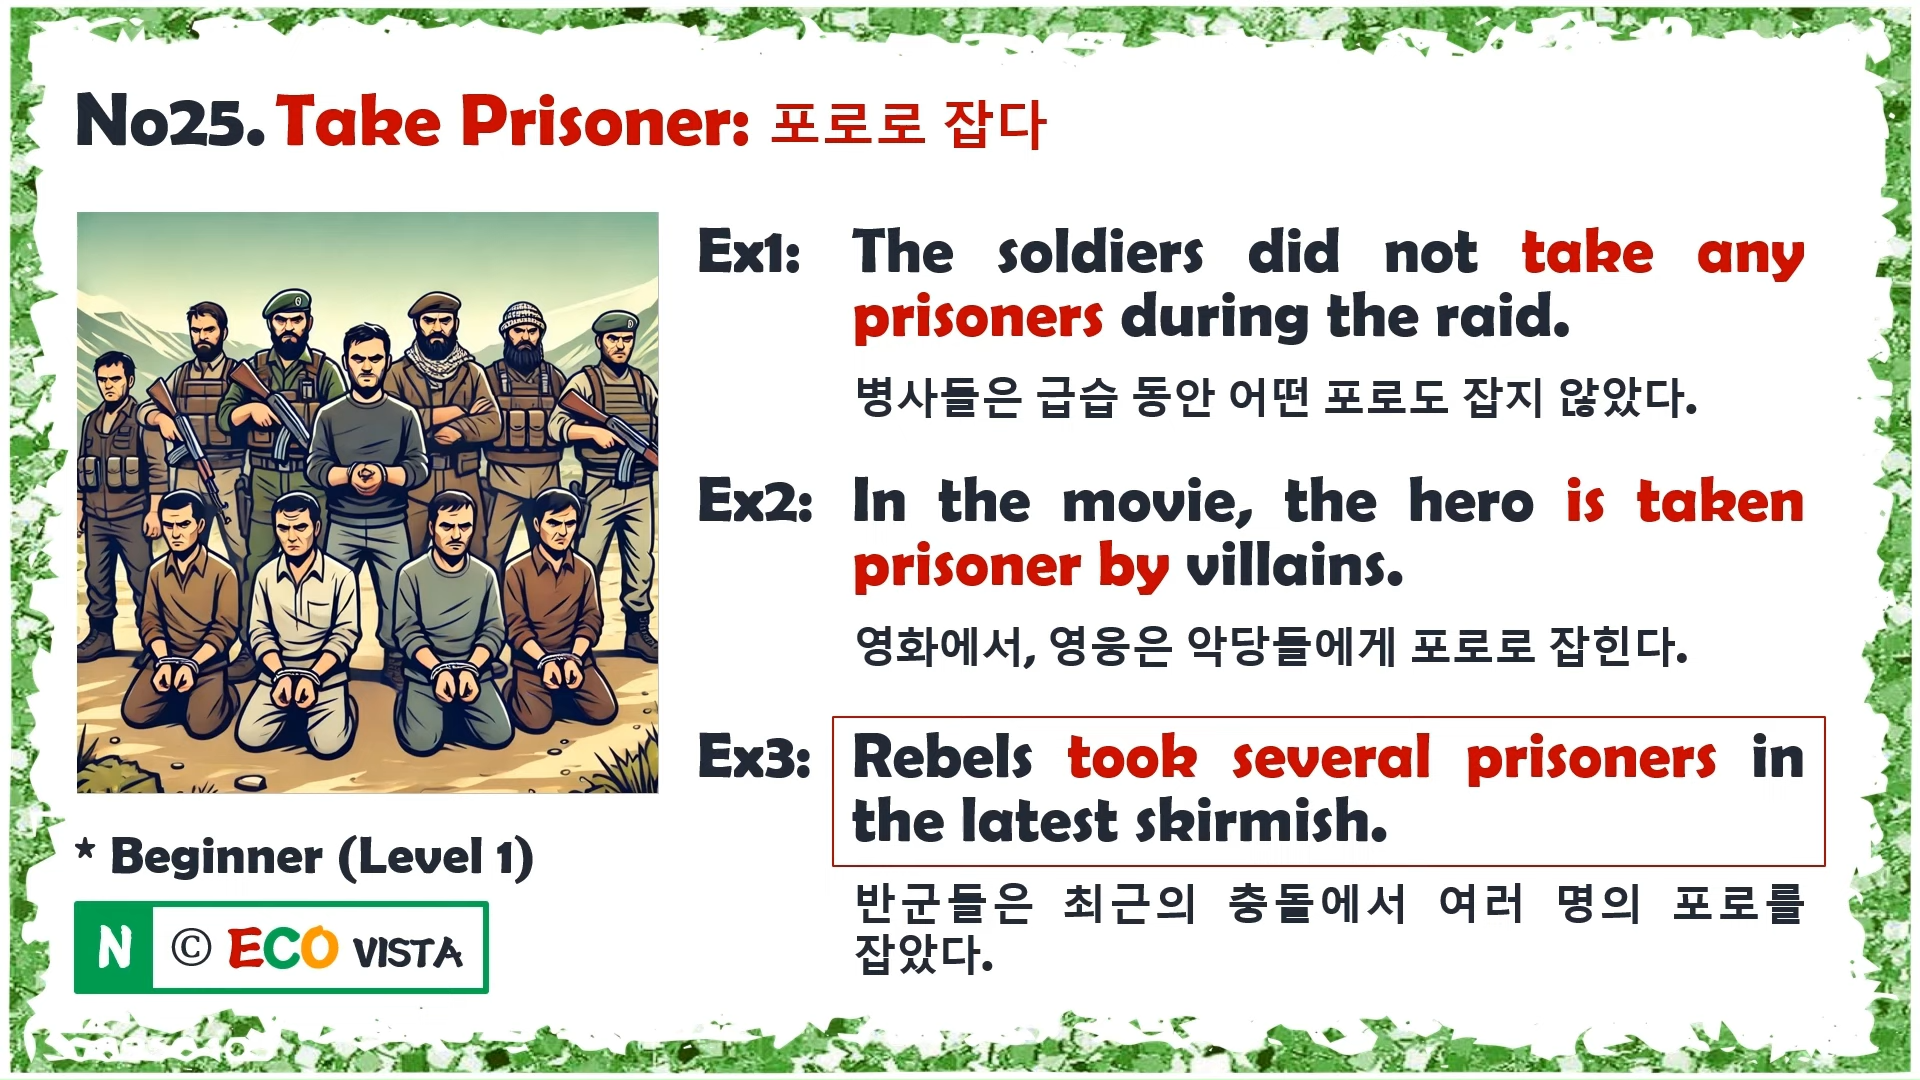 No25. Take Prisoner: 포로로 잡다
Ex1: The soldiers did not take any
prisoners during the raid.
병사들은 급습 동안 어떤 포로도 잡지 않았다.
Ex2: In the movie, the hero is taken
prisoner by villains.
영화에서, 영웅은 악당들에게 포로로 잡힌다.
Ex3: Rebels took several prisoners in
the latest skirmish.
반군들은 최근의 충돌에서 여러 명의 포로를
잡았다.
* Beginner (Level 1)
N © ECO VISTA